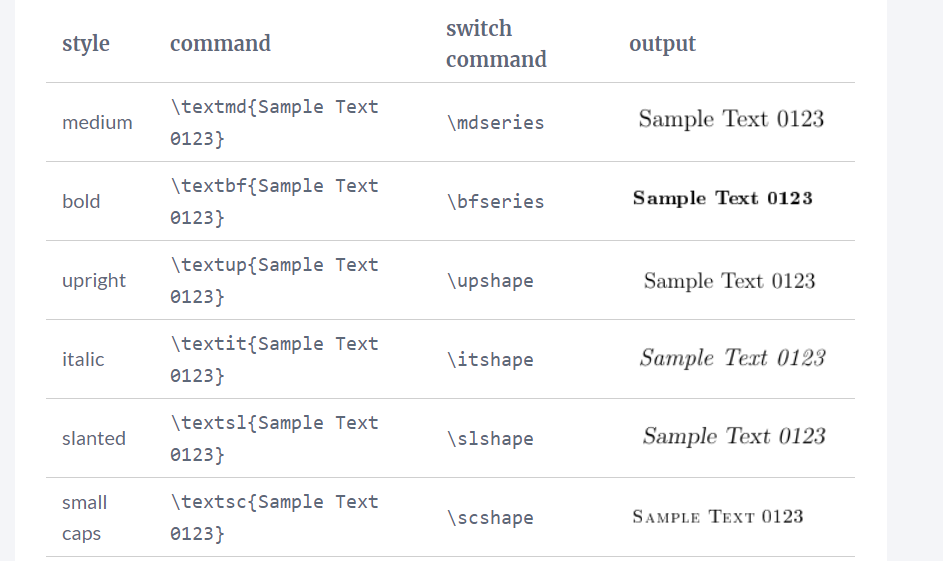 style command switch command output
medium \textmd{Sample Text 0123} \mdseries Sample Text 0123
bold \textbf{Sample Text 0123} \bfseries Sample Text 0123
upright \textup{Sample Text 0123} \upshape Sample Text 0123
italic \textit{Sample Text 0123} \itshape Sample Text 0123
slanted \textsl{Sample Text 0123} \slshape Sample Text 0123
small caps \textsc{Sample Text 0123} \scshape Sample Text 0123